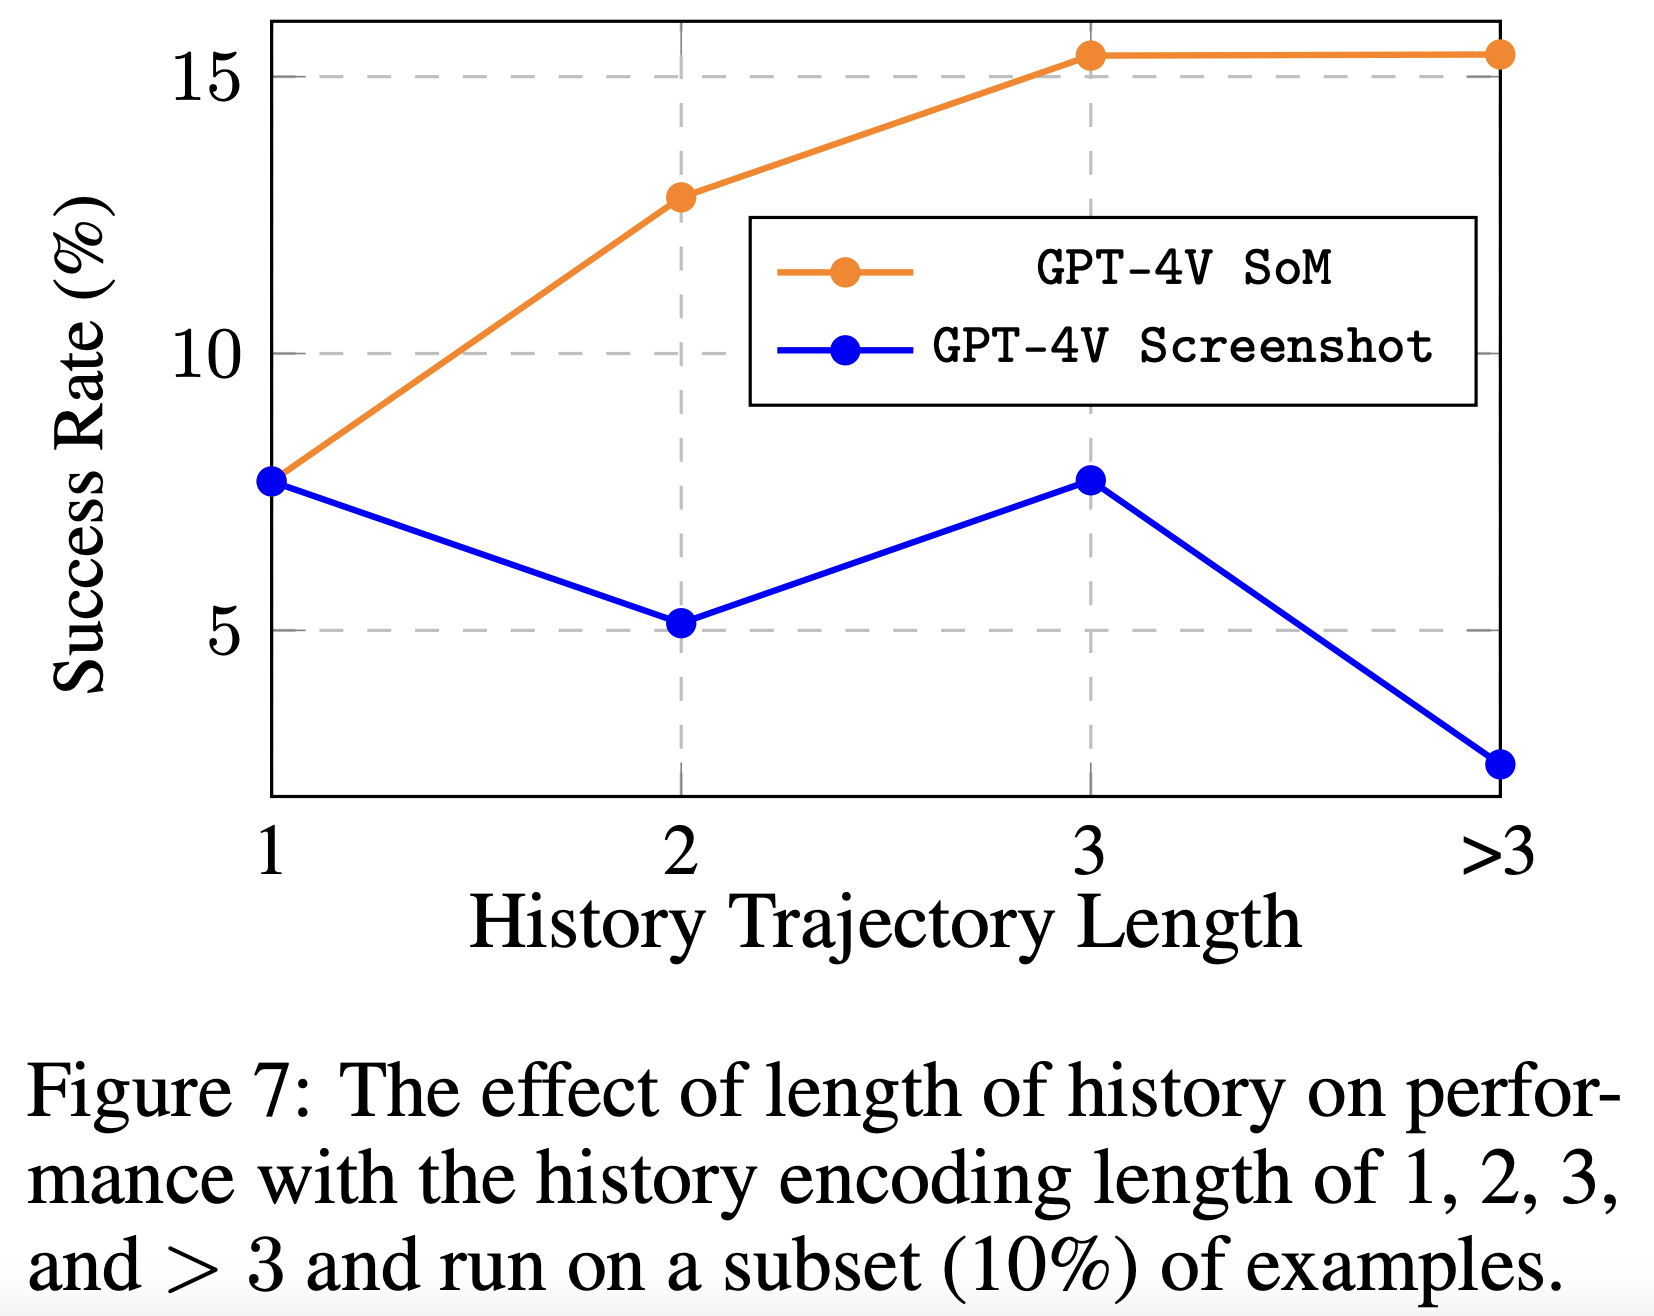 15
10
5
Success Rate (%)
GPT-4V SoM
GPT-4V Screenshot
1 2 3 >3
History Trajectory Length
Figure 7: The effect of length of history on perfor-
mance with the history encoding length of 1, 2, 3,
and > 3 and run on a subset (10%) of examples.